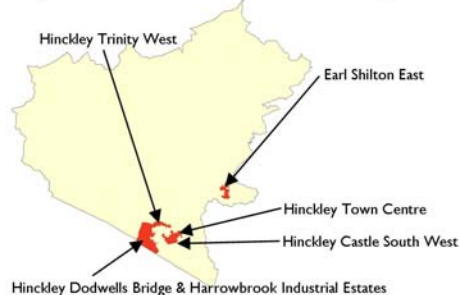 Hinckley Trinity West
Earl Shilton East
Hinckley Town Centre
Hinckley Castle South West
Hinckley Dodwells Bridge & Harrowbrook Industrial Estates